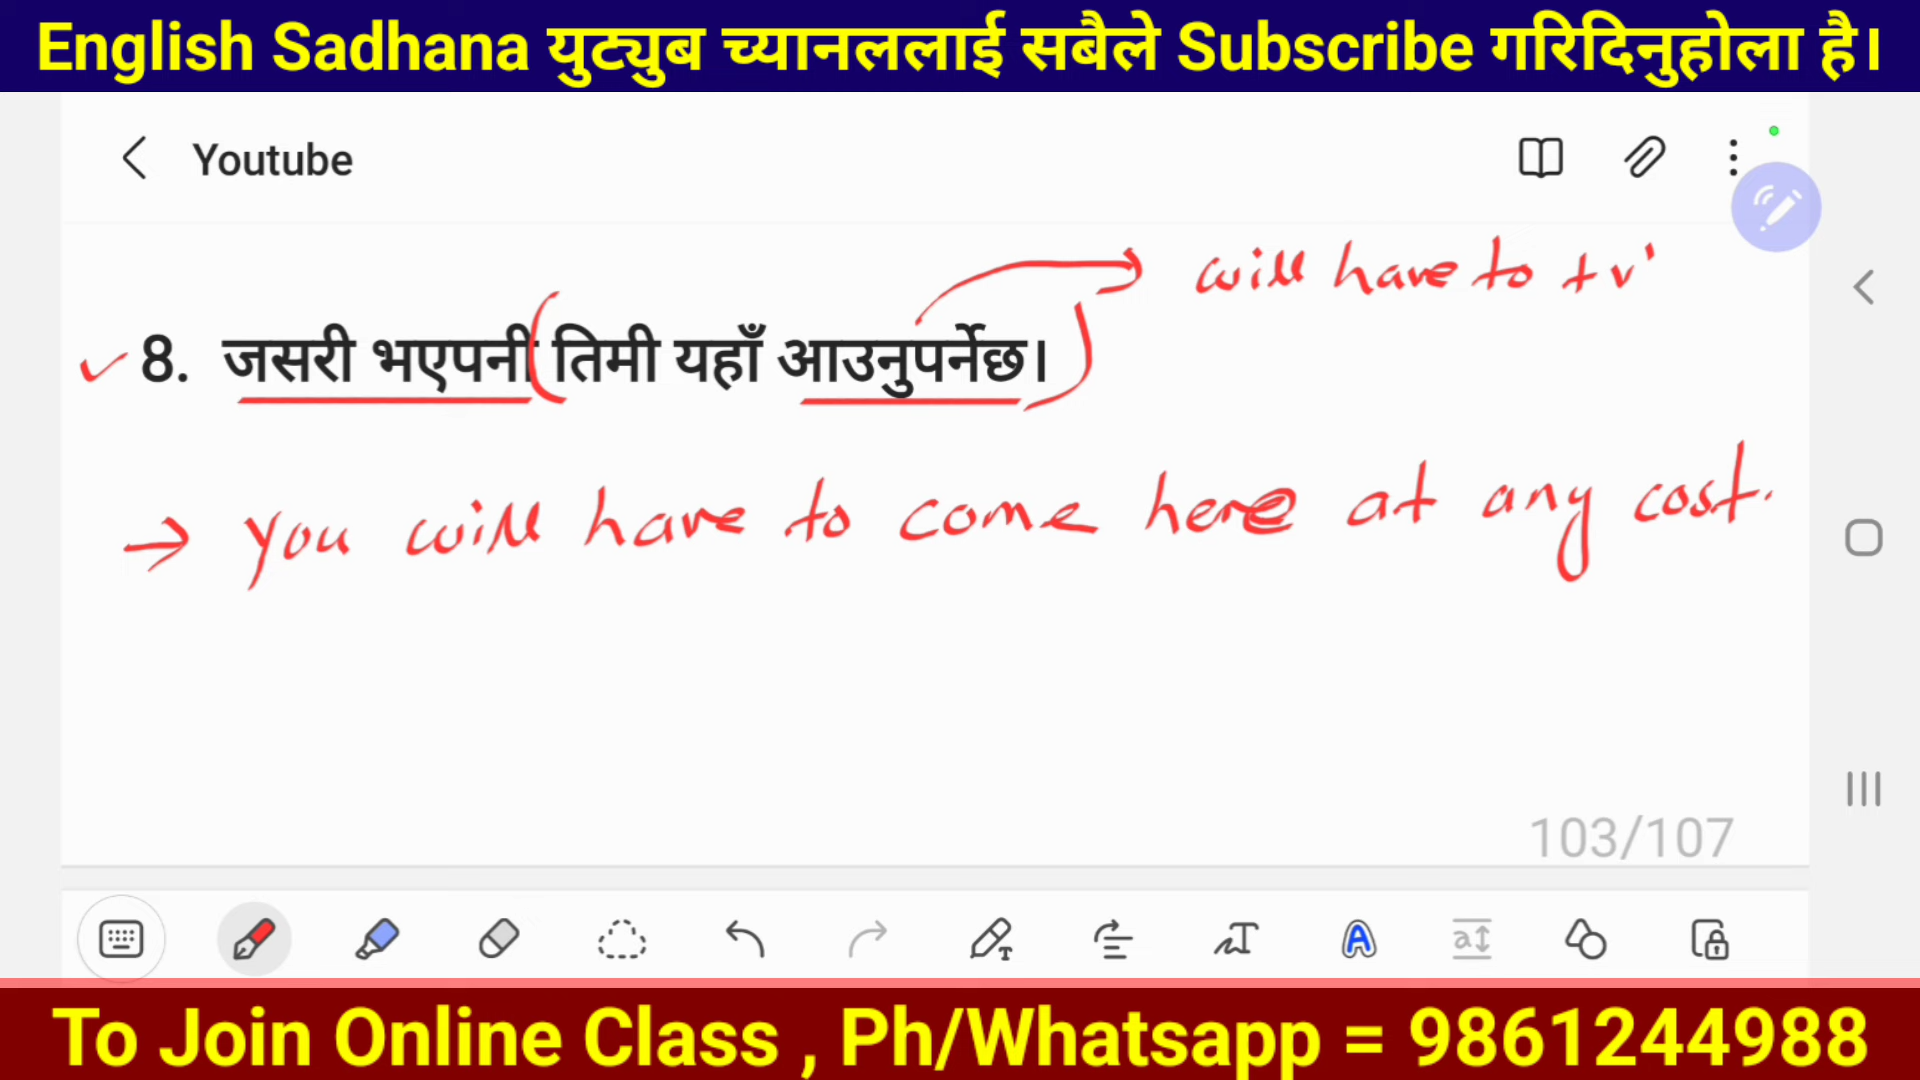 English Sadhana युट्युब च्यानललाई सबैले Subscribe गरिदिनुहोला है।
Youtube
will have to + v'
8. जसरी भएपनी तिमी यहाँ आउनुपर्नेछ।
→ you will have to come here at any cost.
103/107
To Join Online Class , Ph/Whatsapp = 9861244988